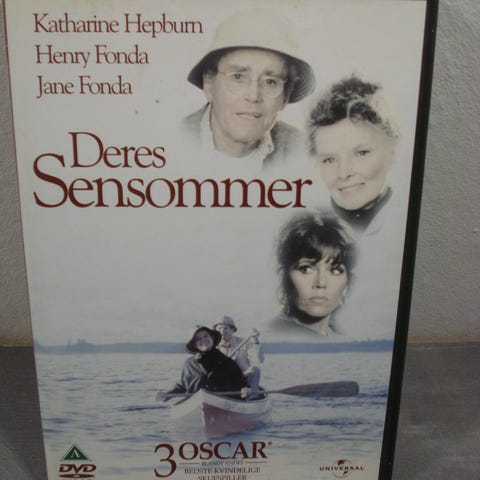 Katharine Hepburn
Henry Fonda
Jane Fonda
Deres
Sensommer
3 OSCAR®
BLANDT ANDET
BEDSTE KVINDELIGE
SKUESPILLER
A
DVD
UNIVERSAL